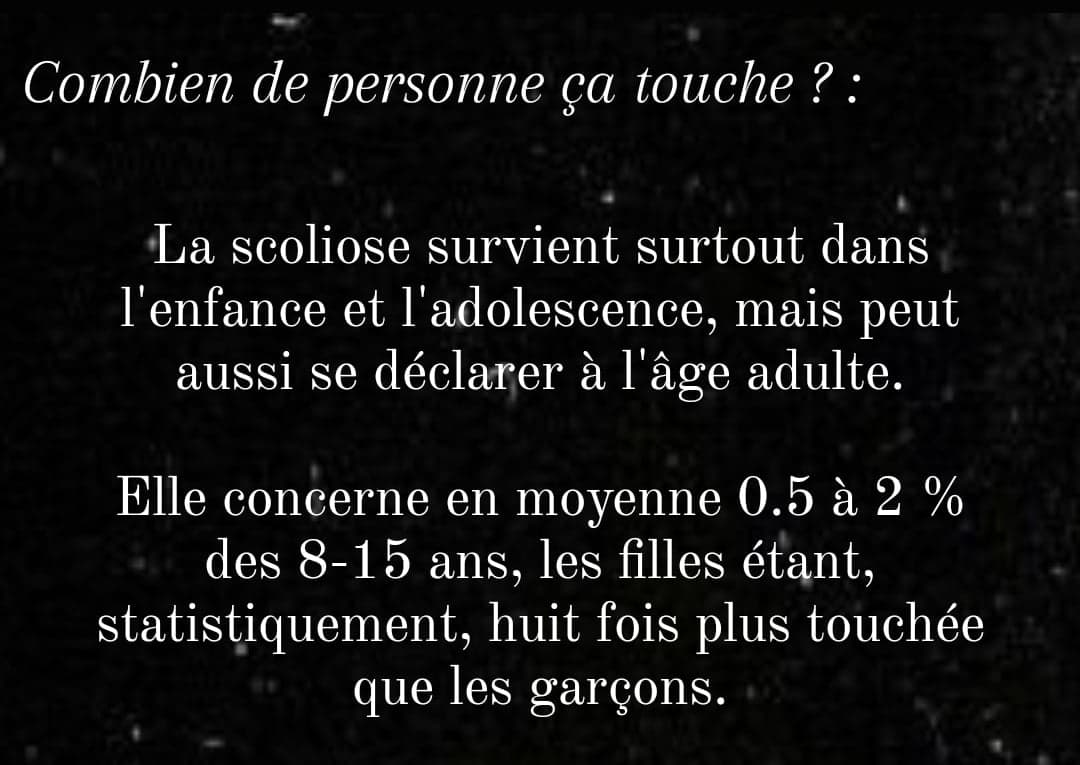 Combien de personne ça touche ? :
La scoliose survient surtout dans
l'enfance et l'adolescence, mais peut
aussi se déclarer à l'âge adulte.
Elle concerne en moyenne 0.5 à 2 %
des 8-15 ans, les filles étant,
statistiquement, huit fois plus touchée
que les garçons.